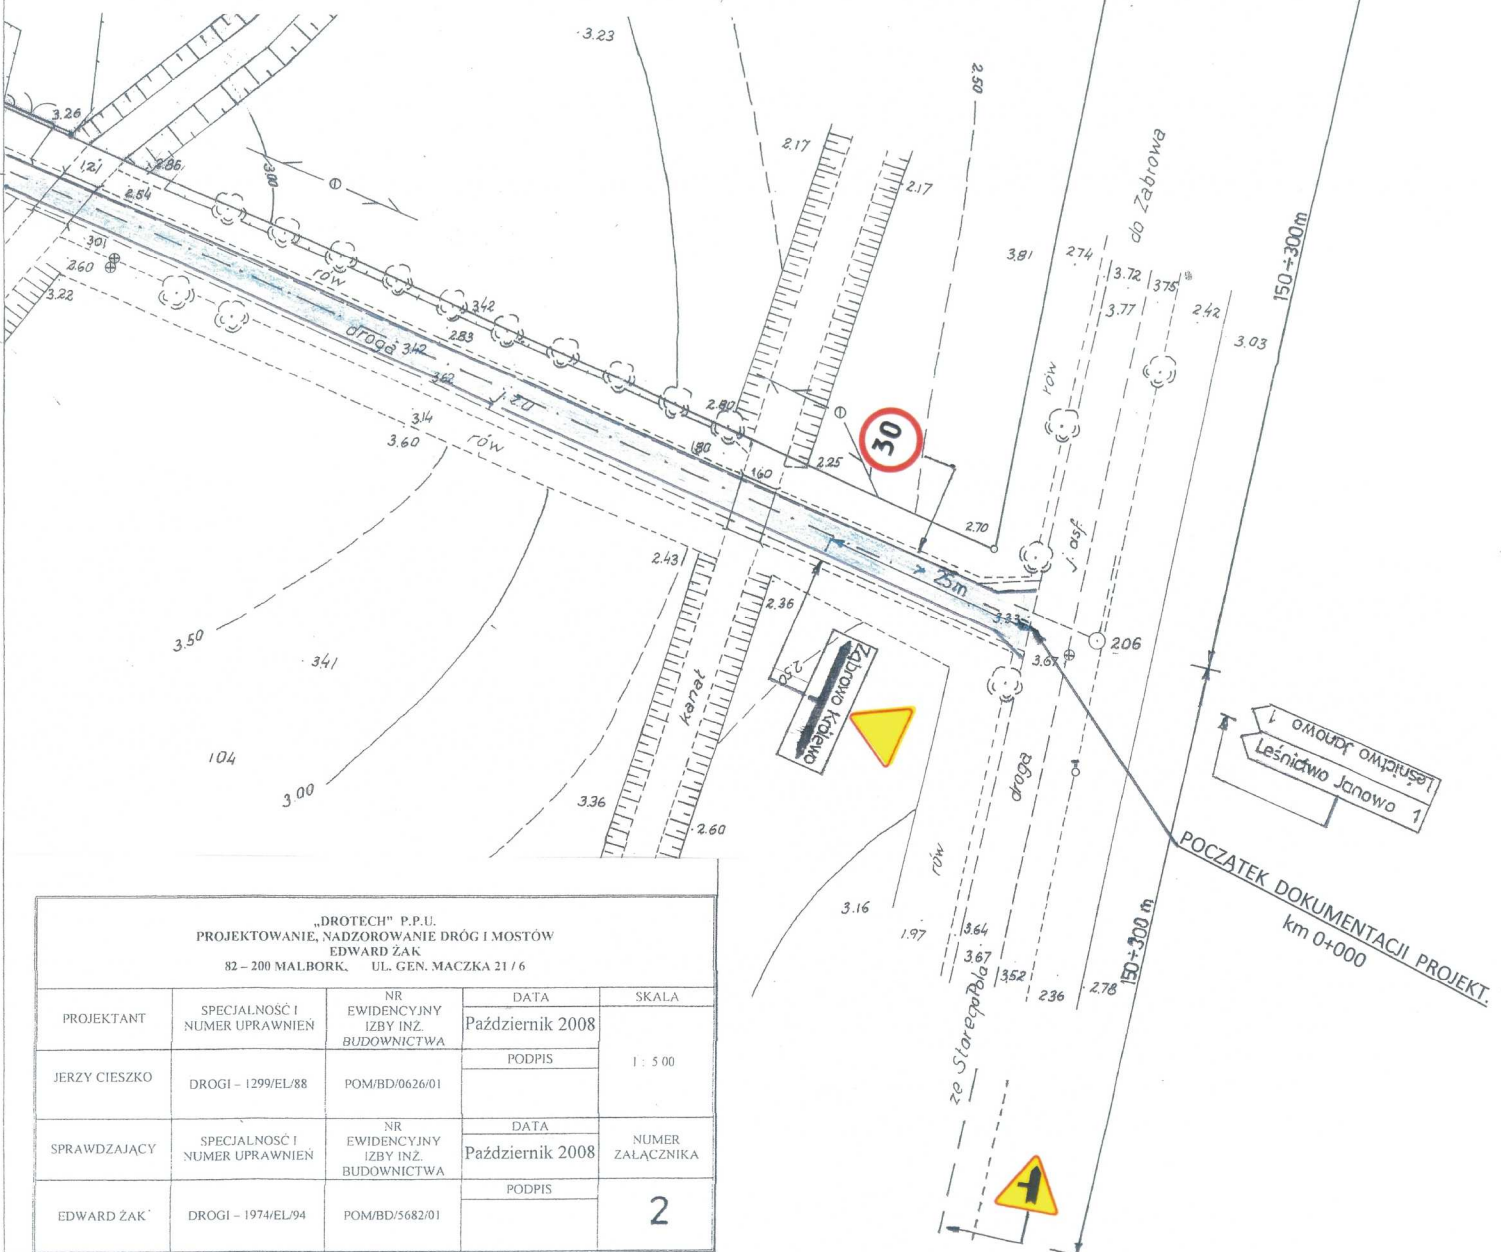 3.23
2.50
3.26
2.17
2.17
1,21
2.86
2.54
3,00
do Ząbrowa
3,81
2.74
3.72
3.75
3.77
2.42
3.03
150÷300m
3.01
2.60
3.22
rów
3,42
2.83
droga
3,42
3,62
j. żu
3,14
3.60
rów
2.80
1,80
1,60
2.25
30
2.70
rów
j. asf.
2.43
2,36
25m
3.33
3,67
206
3.50
341
2.50
kanał
Ząbrowo Królewo
104
3.00
3.36
2.60
droga
Leśnictwo Janowo 1
Leśnictwo Janowo 1
POCZĄTEK DOKUMENTACJI PROJEKT.
km 0+000
3.16
rów
1.97
3,64
3.67
3,52
2.36
2.78
150÷300 m
ze Starego Pola
„DROTECH” P.P.U.
PROJEKTOWANIE, NADZOROWANIE DRÓG I MOSTÓW
EDWARD ŻAK
82 – 200 MALBORK, UL. GEN. MACZKA 21 / 6
PROJEKTANT
SPECJALNOŚĆ I
NUMER UPRAWNIEŃ
NR
EWIDENCYJNY
IZBY INŻ.
BUDOWNICTWA
DATA
Październik 2008
SKALA
1 : 5 00
JERZY CIESZKO
DROGI – 1299/EL/88
POM/BD/0626/01
PODPIS
SPRAWDZAJĄCY
SPECJALNOŚĆ I
NUMER UPRAWNIEŃ
NR
EWIDENCYJNY
IZBY INŻ.
BUDOWNICTWA
DATA
Październik 2008
NUMER
ZAŁĄCZNIKA
EDWARD ŻAK
DROGI – 1974/EL/94
POM/BD/5682/01
PODPIS
2